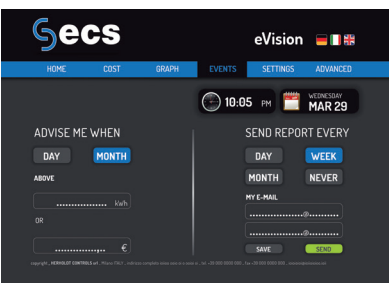 Secs
eVision
HOME COST GRAPH EVENTS SETTINGS ADVANCED
10:05 PM
WEDNESDAY
MAR 29
ADVISE ME WHEN
DAY MONTH
ABOVE
.................. kWh
OR
.................. €
SEND REPORT EVERY
DAY WEEK
MONTH NEVER
MY E-MAIL
..................@..........
..................@..........
SAVE SEND